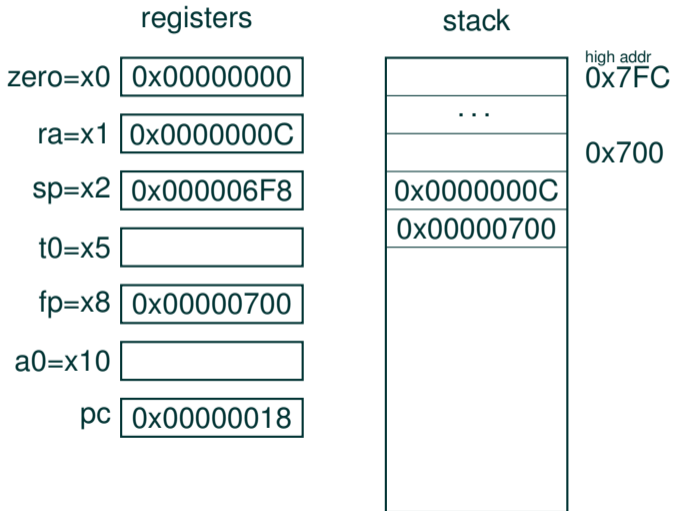 registers
zero=x0 0x00000000
ra=x1 0x0000000C
sp=x2 0x000006F8
t0=x5
fp=x8 0x00000700
a0=x10
pc 0x00000018
stack
high addr
0x7FC
...
0x700
0x0000000C
0x00000700